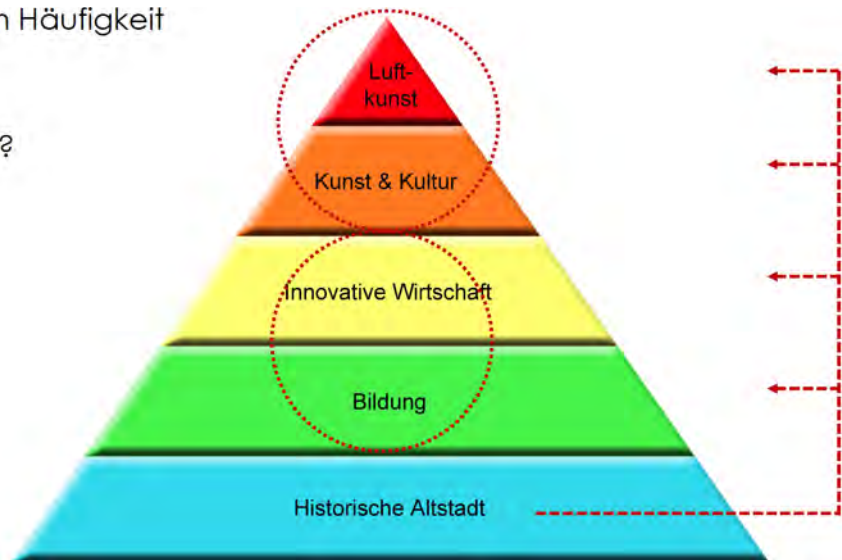 Häufigkeit
?
Luft-
kunst
Kunst & Kultur
Innovative Wirtschaft
Bildung
Historische Altstadt